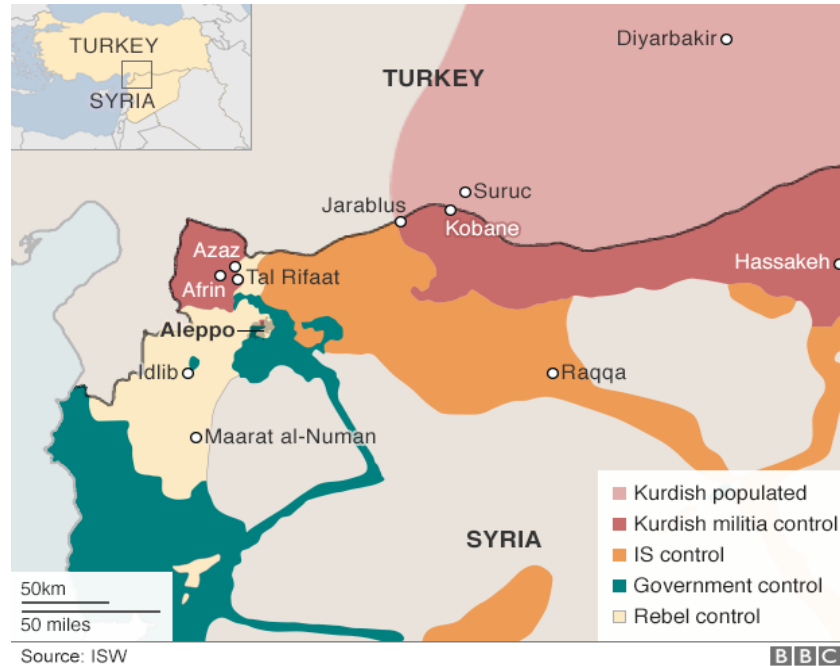 TURKEY
SYRIA
Diyarbakir
TURKEY
Suruc
Jarablus
Kobane
Azaz
Hassakeh
Tal Rifaat
Afrin
Aleppo
Idlib
Raqqa
Maarat al-Numan
Kurdish populated
Kurdish militia control
SYRIA
IS control
Government control
50km
50 miles
Rebel control
Source: ISW
BBC